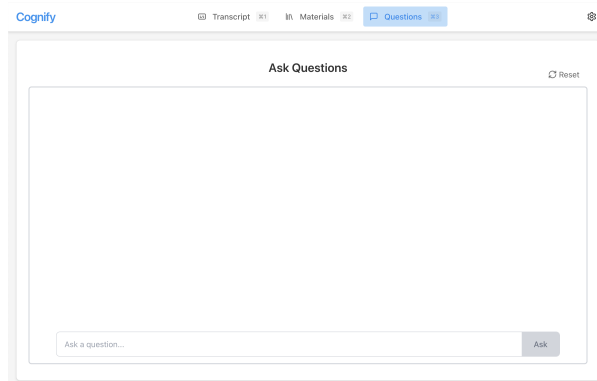 Cognify
Transcript ⌘1 Materials ⌘2 Questions ⌘3
Ask Questions
Reset
Ask a question...
Ask